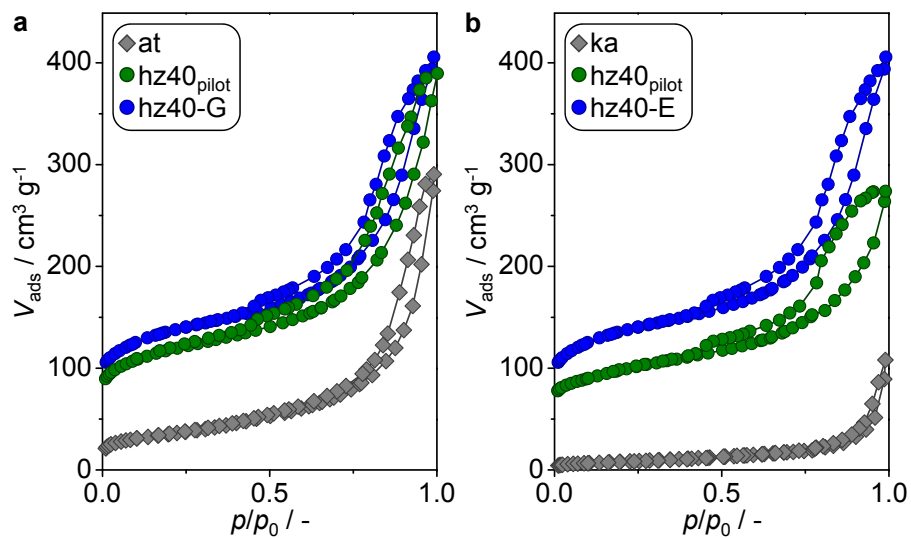 a
at
hz40pilot
hz40-G
400
300
200
100
0
Vads / cm³ g⁻¹
0.0
0.5
1.0
p/p0 / -
b
ka
hz40pilot
hz40-E
400
300
200
100
0
Vads / cm³ g⁻¹
0.0
0.5
1.0
p/p0 / -